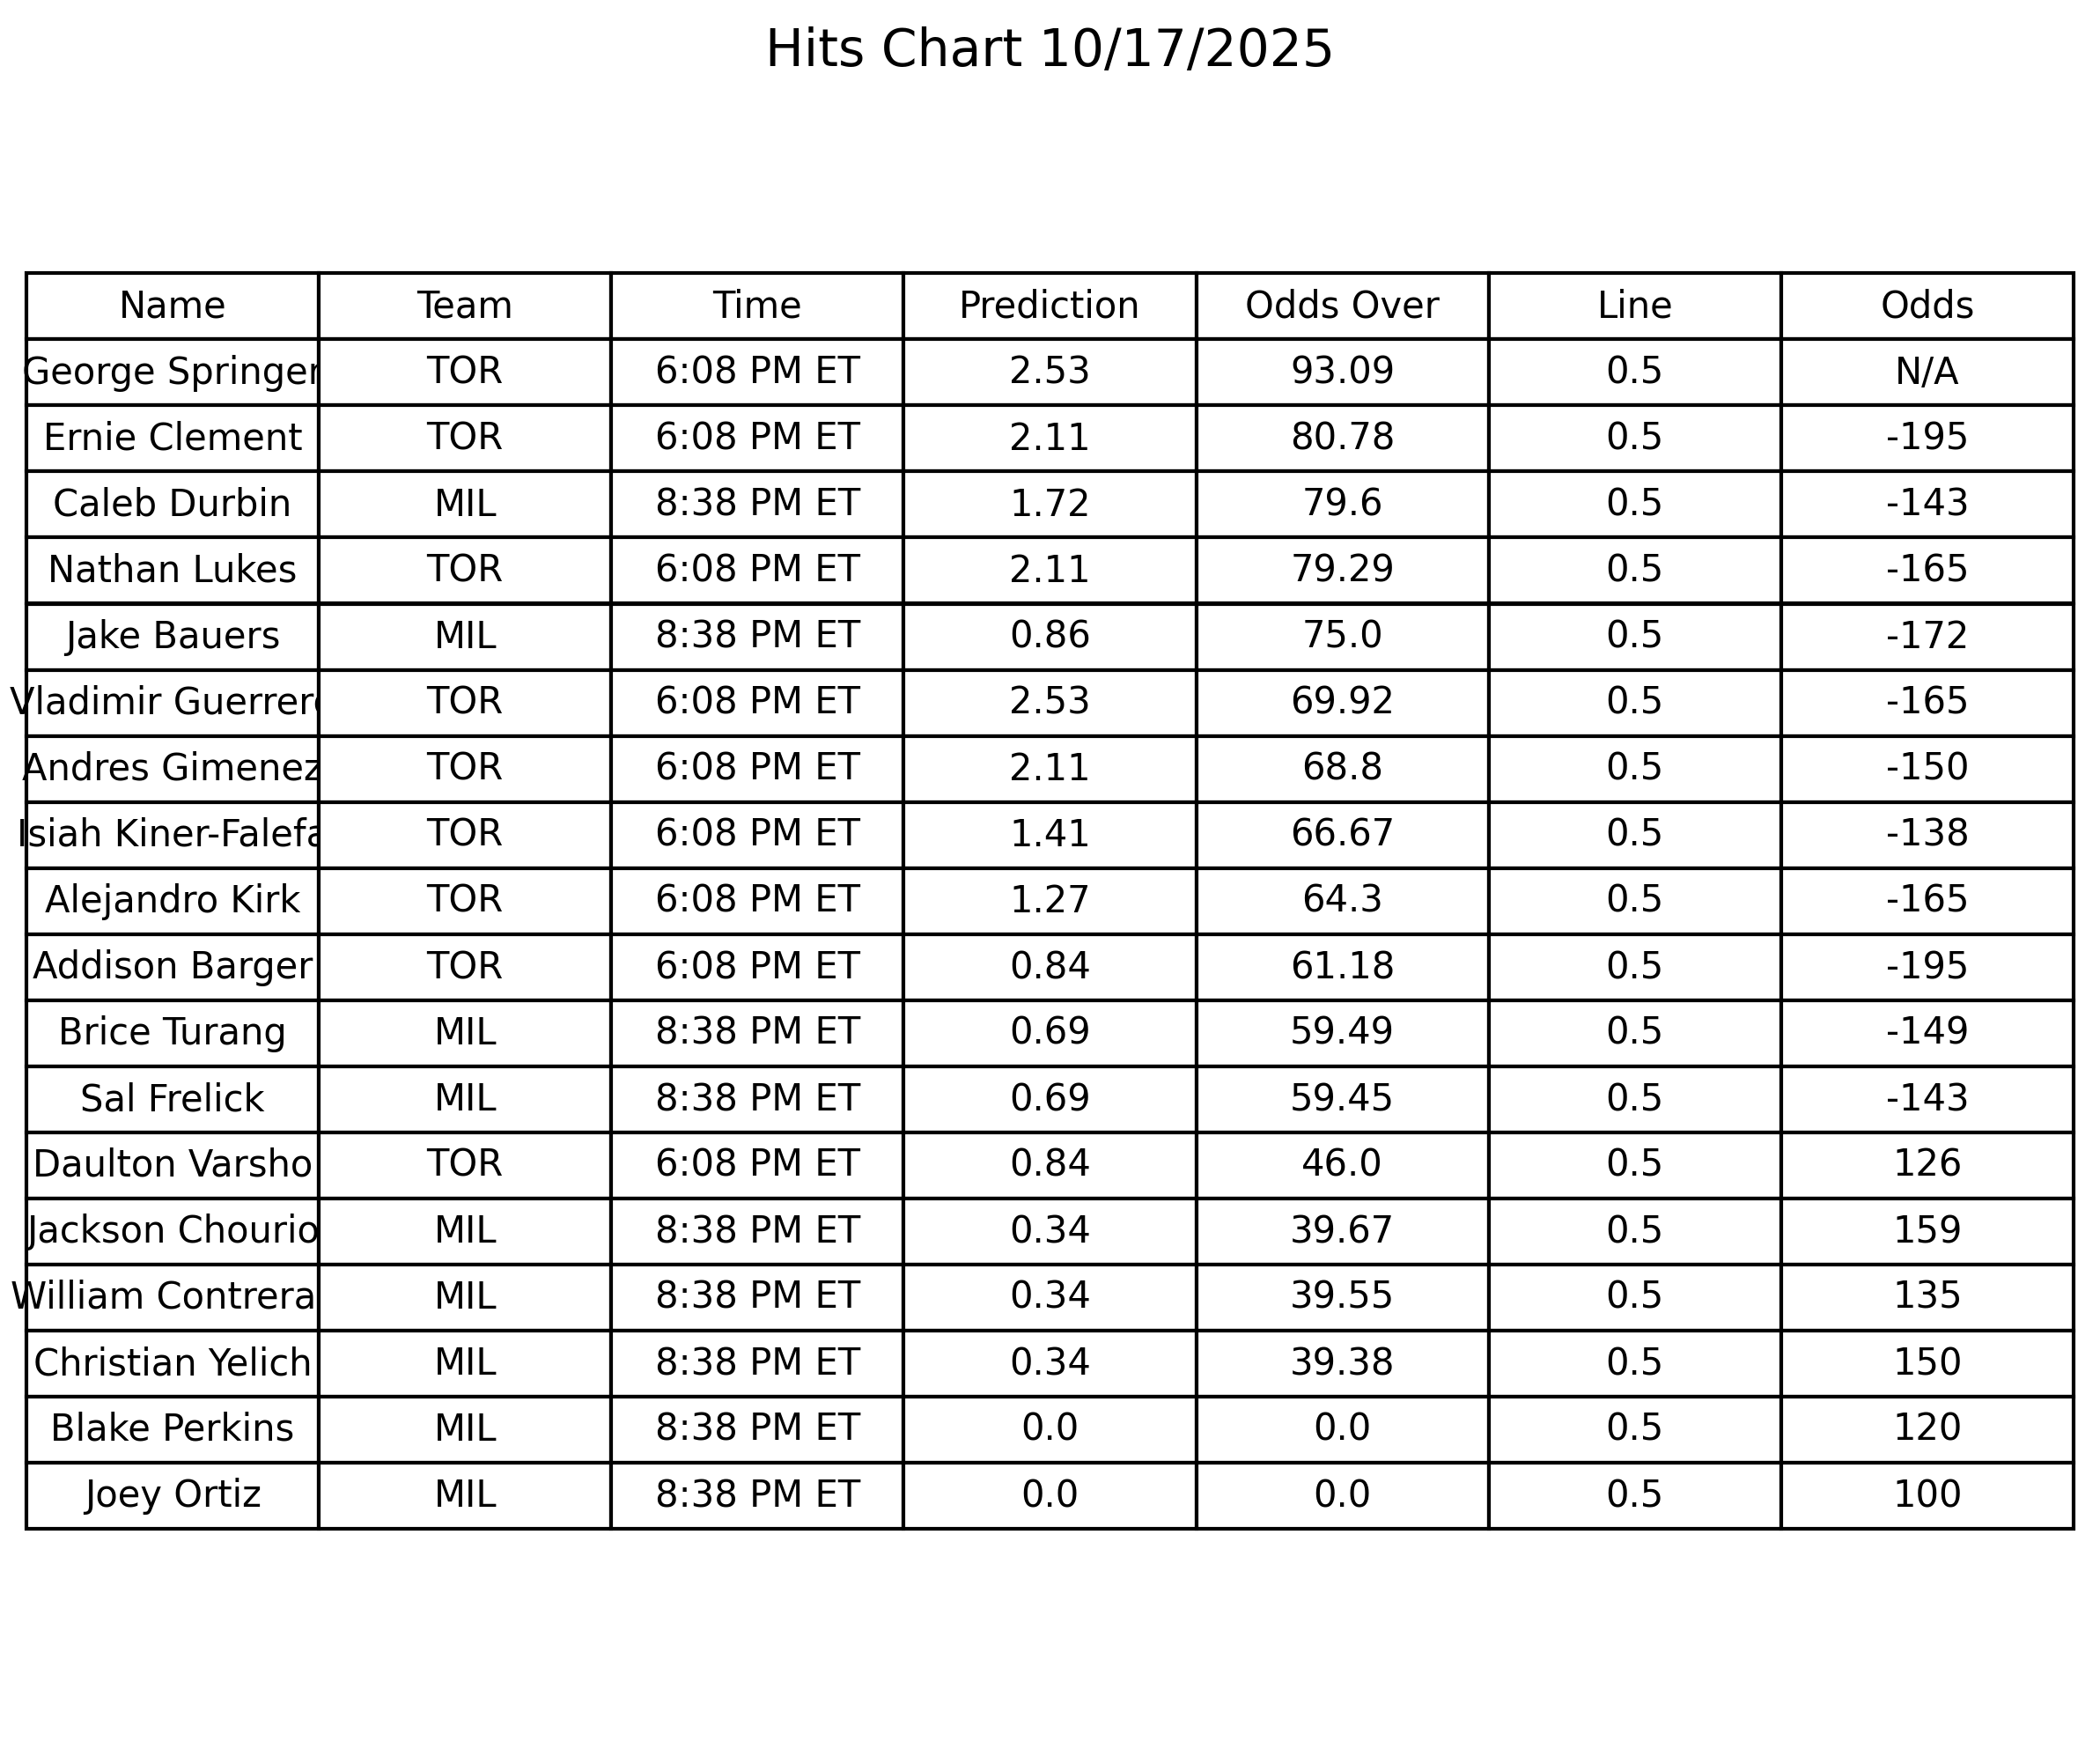 Hits Chart 10/17/2025
Name Team Time Prediction Odds Over Line Odds
George Springer TOR 6:08 PM ET 2.53 93.09 0.5 N/A
Ernie Clement TOR 6:08 PM ET 2.11 80.78 0.5 -195
Caleb Durbin MIL 8:38 PM ET 1.72 79.6 0.5 -143
Nathan Lukes TOR 6:08 PM ET 2.11 79.29 0.5 -165
Jake Bauers MIL 8:38 PM ET 0.86 75.0 0.5 -172
Vladimir Guerrero TOR 6:08 PM ET 2.53 69.92 0.5 -165
Andres Gimenez TOR 6:08 PM ET 2.11 68.8 0.5 -150
Isiah Kiner-Falefa TOR 6:08 PM ET 1.41 66.67 0.5 -138
Alejandro Kirk TOR 6:08 PM ET 1.27 64.3 0.5 -165
Addison Barger TOR 6:08 PM ET 0.84 61.18 0.5 -195
Brice Turang MIL 8:38 PM ET 0.69 59.49 0.5 -149
Sal Frelick MIL 8:38 PM ET 0.69 59.45 0.5 -143
Daulton Varsho TOR 6:08 PM ET 0.84 46.0 0.5 126
Jackson Chourio MIL 8:38 PM ET 0.34 39.67 0.5 159
William Contrera MIL 8:38 PM ET 0.34 39.55 0.5 135
Christian Yelich MIL 8:38 PM ET 0.34 39.38 0.5 150
Blake Perkins MIL 8:38 PM ET 0.0 0.0 0.5 120
Joey Ortiz MIL 8:38 PM ET 0.0 0.0 0.5 100